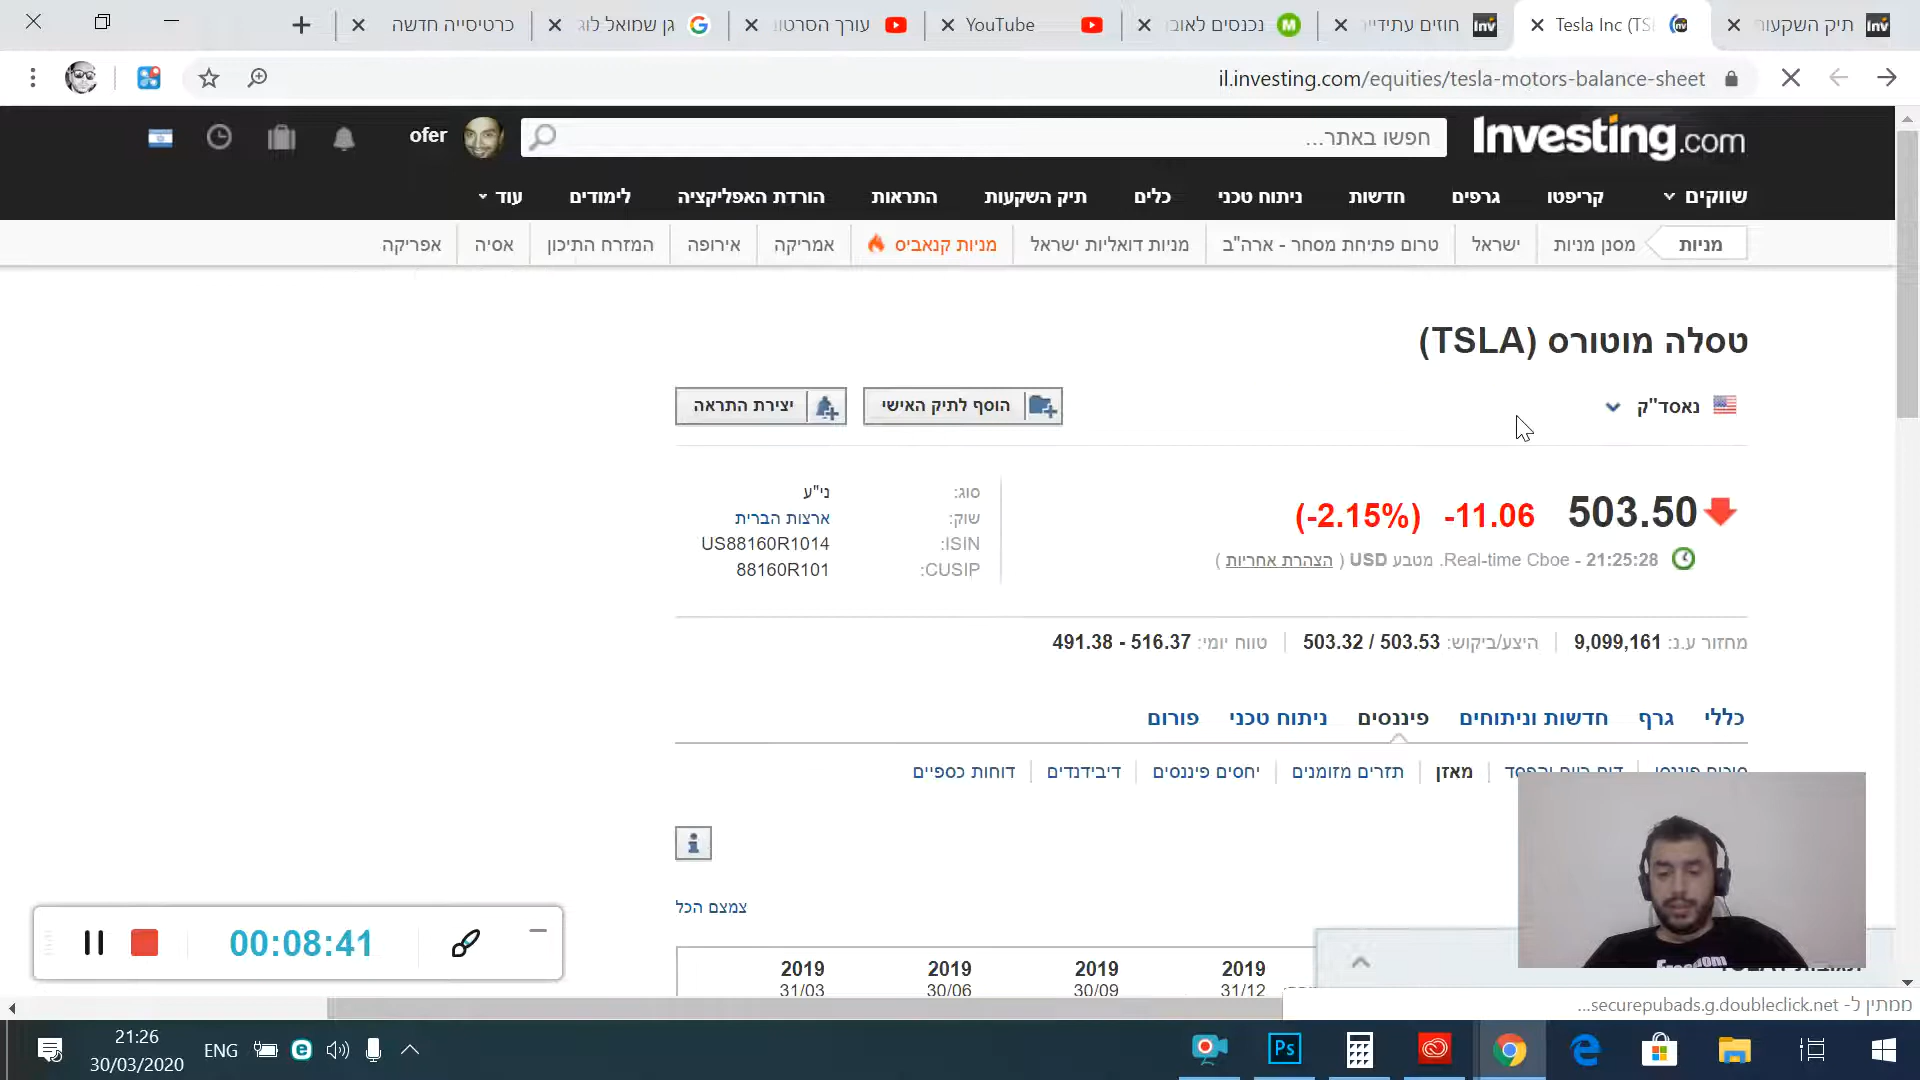 תיק השקעות
Tesla Inc (TS
חוזים עתידיי
נכנסים לאוב
YouTube
עורך הסרטו
גן שמואל לוג
כרטיסייה חדשה
il.investing.com/equities/tesla-motors-balance-sheet
Investing.com
חפשו באתר...
ofer
שווקים
קריפטו
גרפים
חדשות
ניתוח טכני
כלים
תיק השקעות
התראות
הורדת האפליקציה
לימודים
עוד
מניות
מסנן מניות
ישראל
טרום פתיחת מסחר - ארה"ב
מניות דואליות ישראל
מניות קנאביס
אמריקה
אירופה
המזרח התיכון
אסיה
אפריקה
טסלה מוטורס (TSLA)
נאסד"ק
הוסף לתיק האישי
יצירת התראה
503.50 -11.06 (-2.15%)
21:25:28 - Real-time Cboe. מטבע USD ( הצהרת אחריות )
סוג: ני"ע
שוק: ארצות הברית
ISIN: US88160R1014
CUSIP: 88160R101
מחזור ע.נ: 9,099,161
היצע/ביקוש: 503.32 / 503.53
טווח יומי: 491.38 - 516.37
כללי
גרף
חדשות וניתוחים
פיננסים
ניתוח טכני
פורום
מאזן
תזרים מזומנים
יחסים פיננסים
דיבידנדים
דוחות כספיים
i
צמצם הכל
2019 2019 2019 2019
31/12 30/09 30/06 31/03
00:08:41
ממתין ל- securepubads.g.doubleclick.net...
Ps
ENG
21:26
30/03/2020